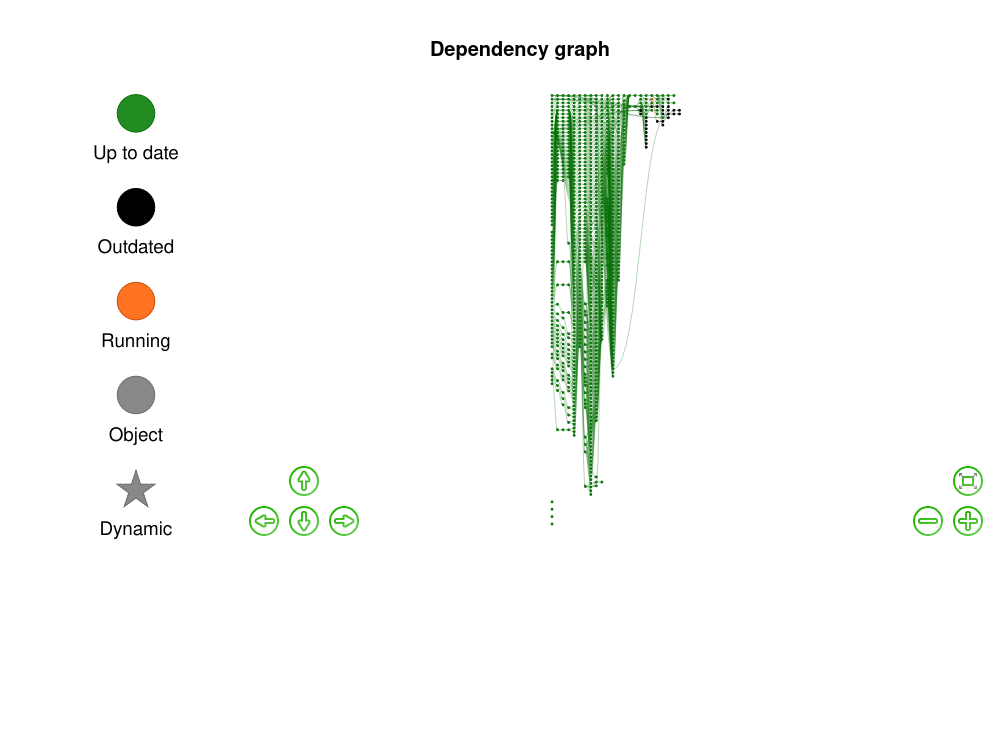 Dependency graph
Up to date
Outdated
Running
Object
Dynamic